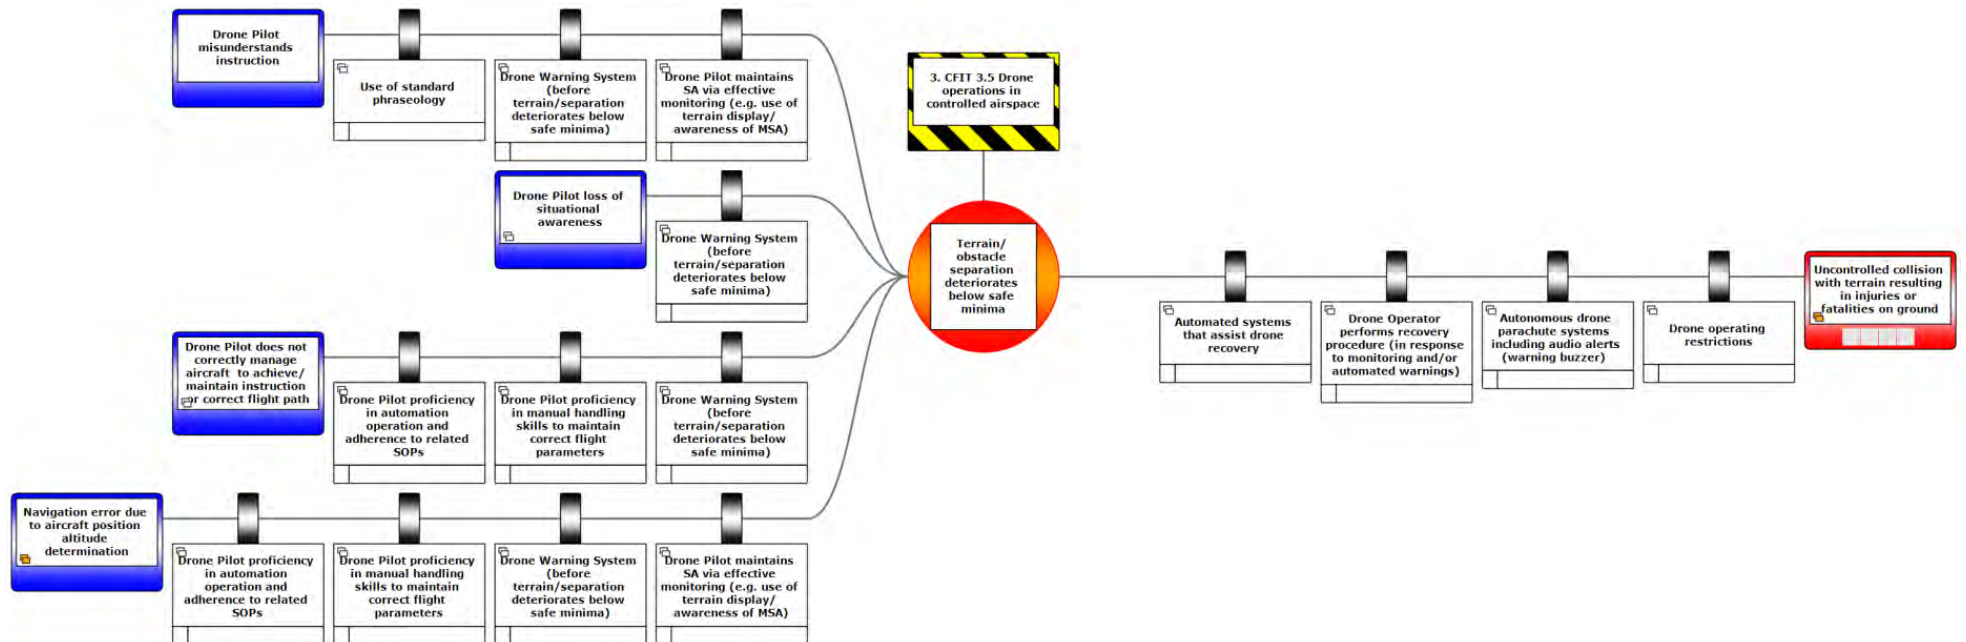 Drone Pilot
misunderstands
instruction
Use of standard
phraseology
Drone Warning System
(before
terrain/separation
deteriorates below
safe minima)
Drone Pilot maintains
SA via effective
monitoring (e.g. use of
terrain display/
awareness of MSA)
3. CFIT 3.5 Drone
operations in
controlled airspace
Drone Pilot loss of
situational
awareness
Drone Warning System
(before
terrain/separation
deteriorates below
safe minima)
Terrain/
obstacle
separation
deteriorates
below safe
minima
Automated systems
that assist drone
recovery
Drone Operator
performs recovery
procedure (in response
to monitoring and/or
automated warnings)
Autonomous drone
parachute systems
including audio alerts
(warning buzzer)
Drone operating
restrictions
Uncontrolled collision
with terrain resulting
in injuries or
fatalities on ground
Drone Pilot does not
correctly manage
aircraft to achieve/
maintain instruction
or correct flight path
Drone Pilot proficiency
in automation
operation and
adherence to related
SOPs
Drone Pilot proficiency
in manual handling
skills to maintain
correct flight
parameters
Drone Warning System
(before
terrain/separation
deteriorates below
safe minima)
Navigation error due
to aircraft position
altitude
determination
Drone Pilot proficiency
in automation
operation and
adherence to related
SOPs
Drone Pilot proficiency
in manual handling
skills to maintain
correct flight
parameters
Drone Warning System
(before
terrain/separation
deteriorates below
safe minima)
Drone Pilot maintains
SA via effective
monitoring (e.g. use of
terrain display/
awareness of MSA)